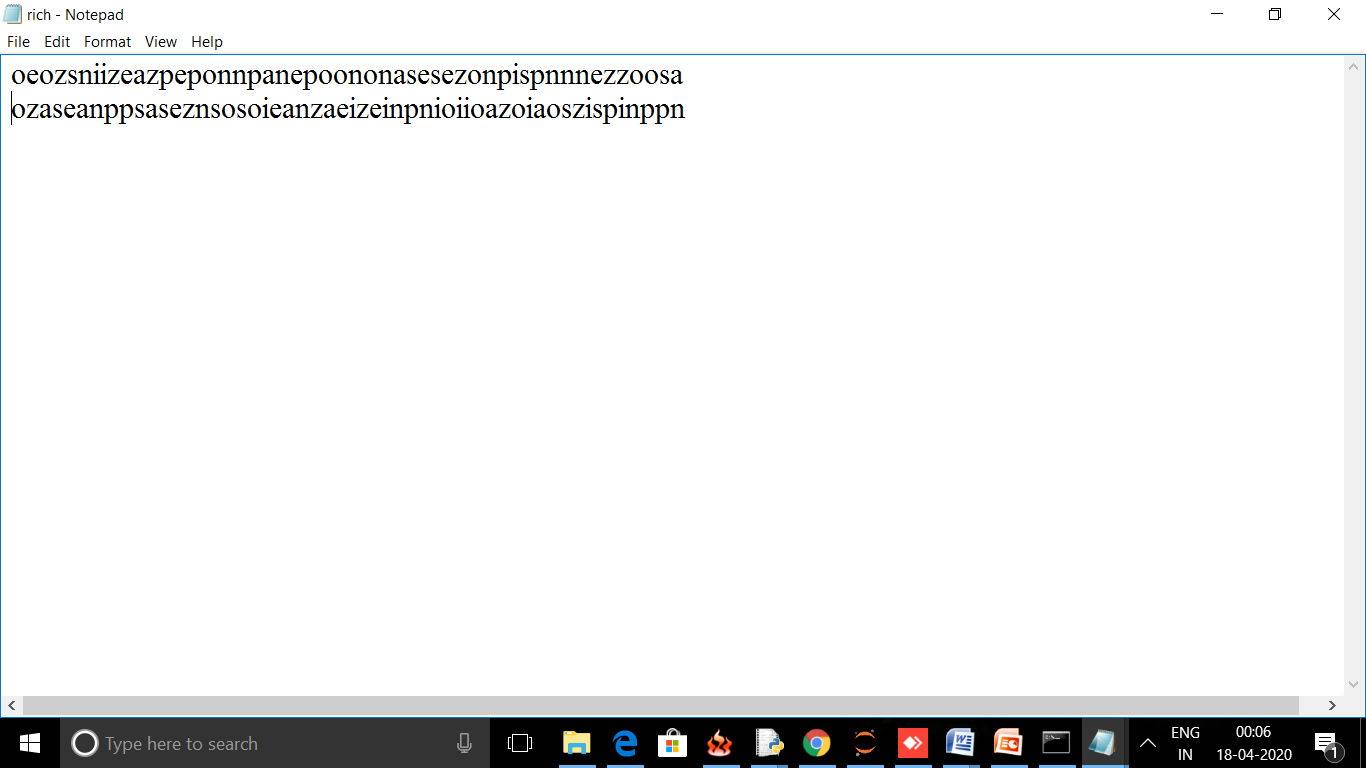 rich - Notepad
File Edit Format View Help
oeozsniizeazpeponnpanepoononasesezonpispnnnezzoosa
ozaseanppsaseznsosoieanzaeizeinpnioiioazoiaoszispinppn
Type here to search
ENG
IN
00:06
18-04-2020
1